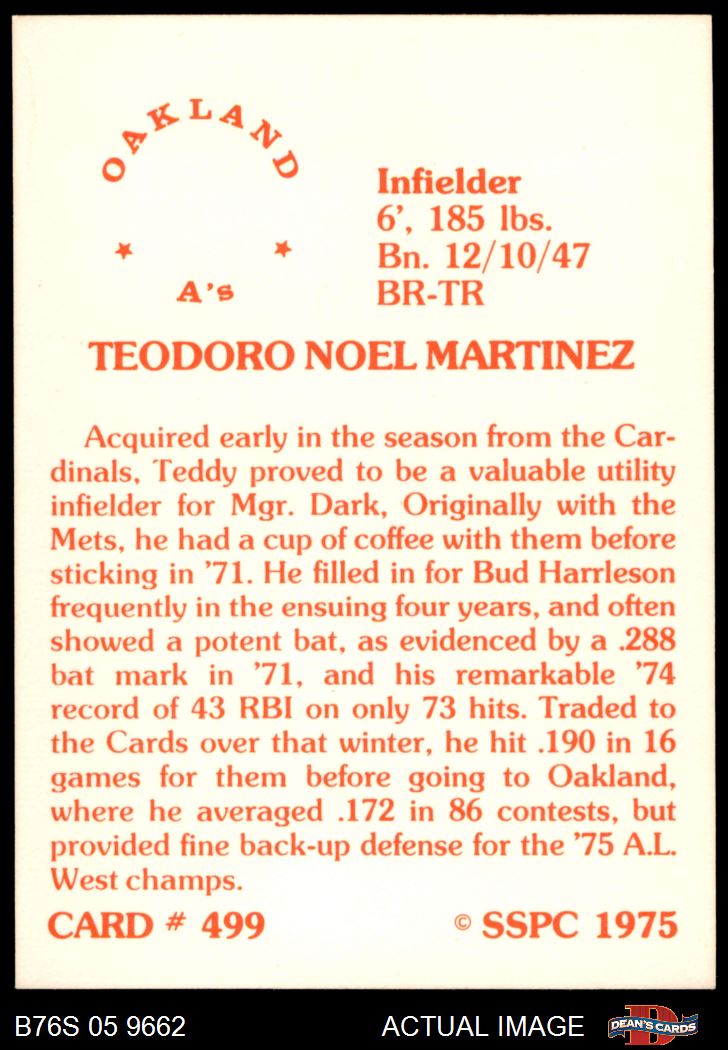 OAKLAND
A's
Infielder
6', 185 lbs.
Bn. 12/10/47
BR-TR
TEODORO NOEL MARTINEZ
Acquired early in the season from the Car-
dinals, Teddy proved to be a valuable utility
infielder for Mgr. Dark, Originally with the
Mets, he had a cup of coffee with them before
sticking in '71. He filled in for Bud Harrleson
frequently in the ensuing four years, and often
showed a potent bat, as evidenced by a .288
bat mark in '71, and his remarkable '74
record of 43 RBI on only 73 hits. Traded to
the Cards over that winter, he hit .190 in 16
games for them before going to Oakland,
where he averaged .172 in 86 contests, but
provided fine back-up defense for the '75 A.L.
West champs.
CARD # 499 © SSPC 1975
B76S 05 9662 ACTUAL IMAGE DEAN'S CARDS